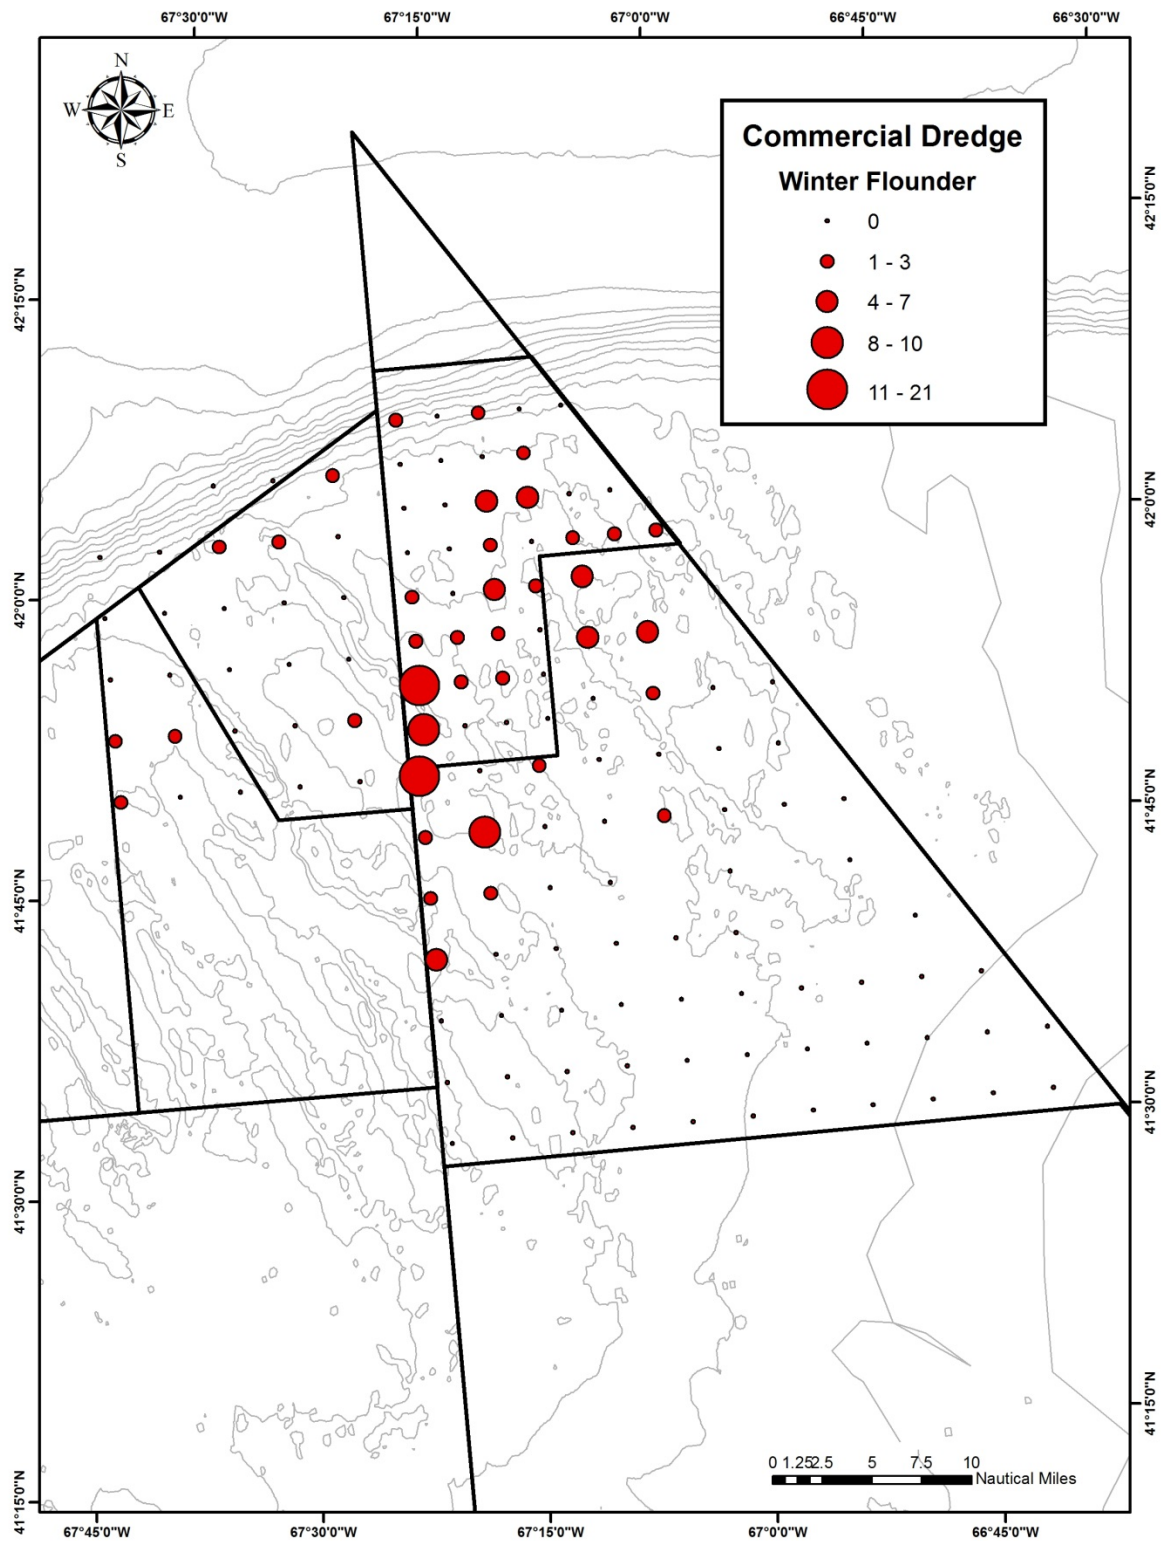 67°30'0"W 67°15'0"W 67°0'0"W 66°45'0"W 66°30'0"W
N
W E
S
Commercial Dredge
Winter Flounder
0
1 - 3
4 - 7
8 - 10
11 - 21
42°15'0"N
42°0'0"N
41°45'0"N
41°30'0"N
41°15'0"N
42°15'0"N
42°0'0"N
41°45'0"N
41°30'0"N
41°15'0"N
0 1.252.5 5 7.5 10
Nautical Miles
67°45'0"W 67°30'0"W 67°15'0"W 67°0'0"W 66°45'0"W